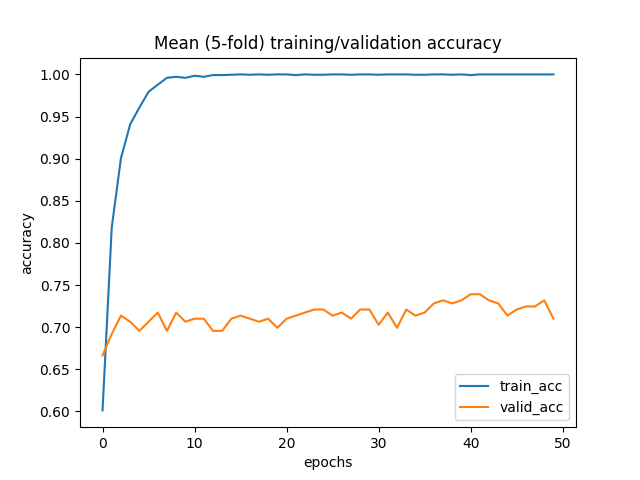 Mean (5-fold) training/validation accuracy
1.00
0.95
0.90
0.85
0.80
0.75
0.70
0.65
0.60
accuracy
0 10 20 30 40 50
epochs
train_acc
valid_acc